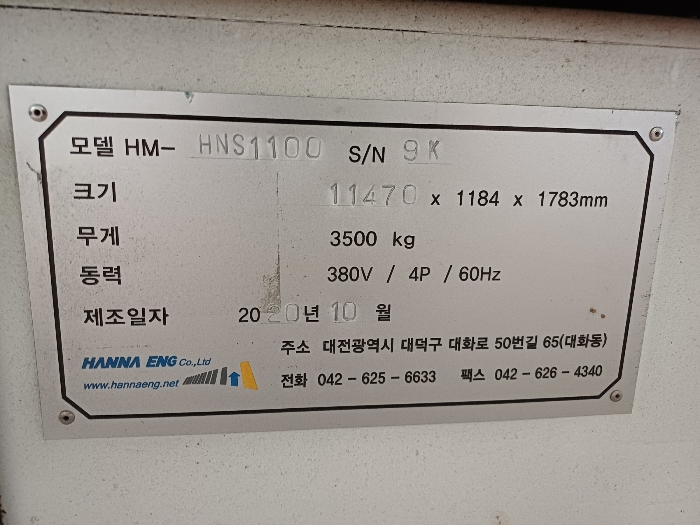 모델 HM- HNS1100 S/N 9K
크기 11470 x 1184 x 1783mm
무게 3500 kg
동력 380V / 4P / 60Hz
제조일자 2020년 10 월
HANNA ENG Co.,Ltd
www.hannaeng.net
주소 대전광역시 대덕구 대화로 50번길 65(대화동)
전화 042 - 625 - 6633 팩스 042 - 626 - 4340